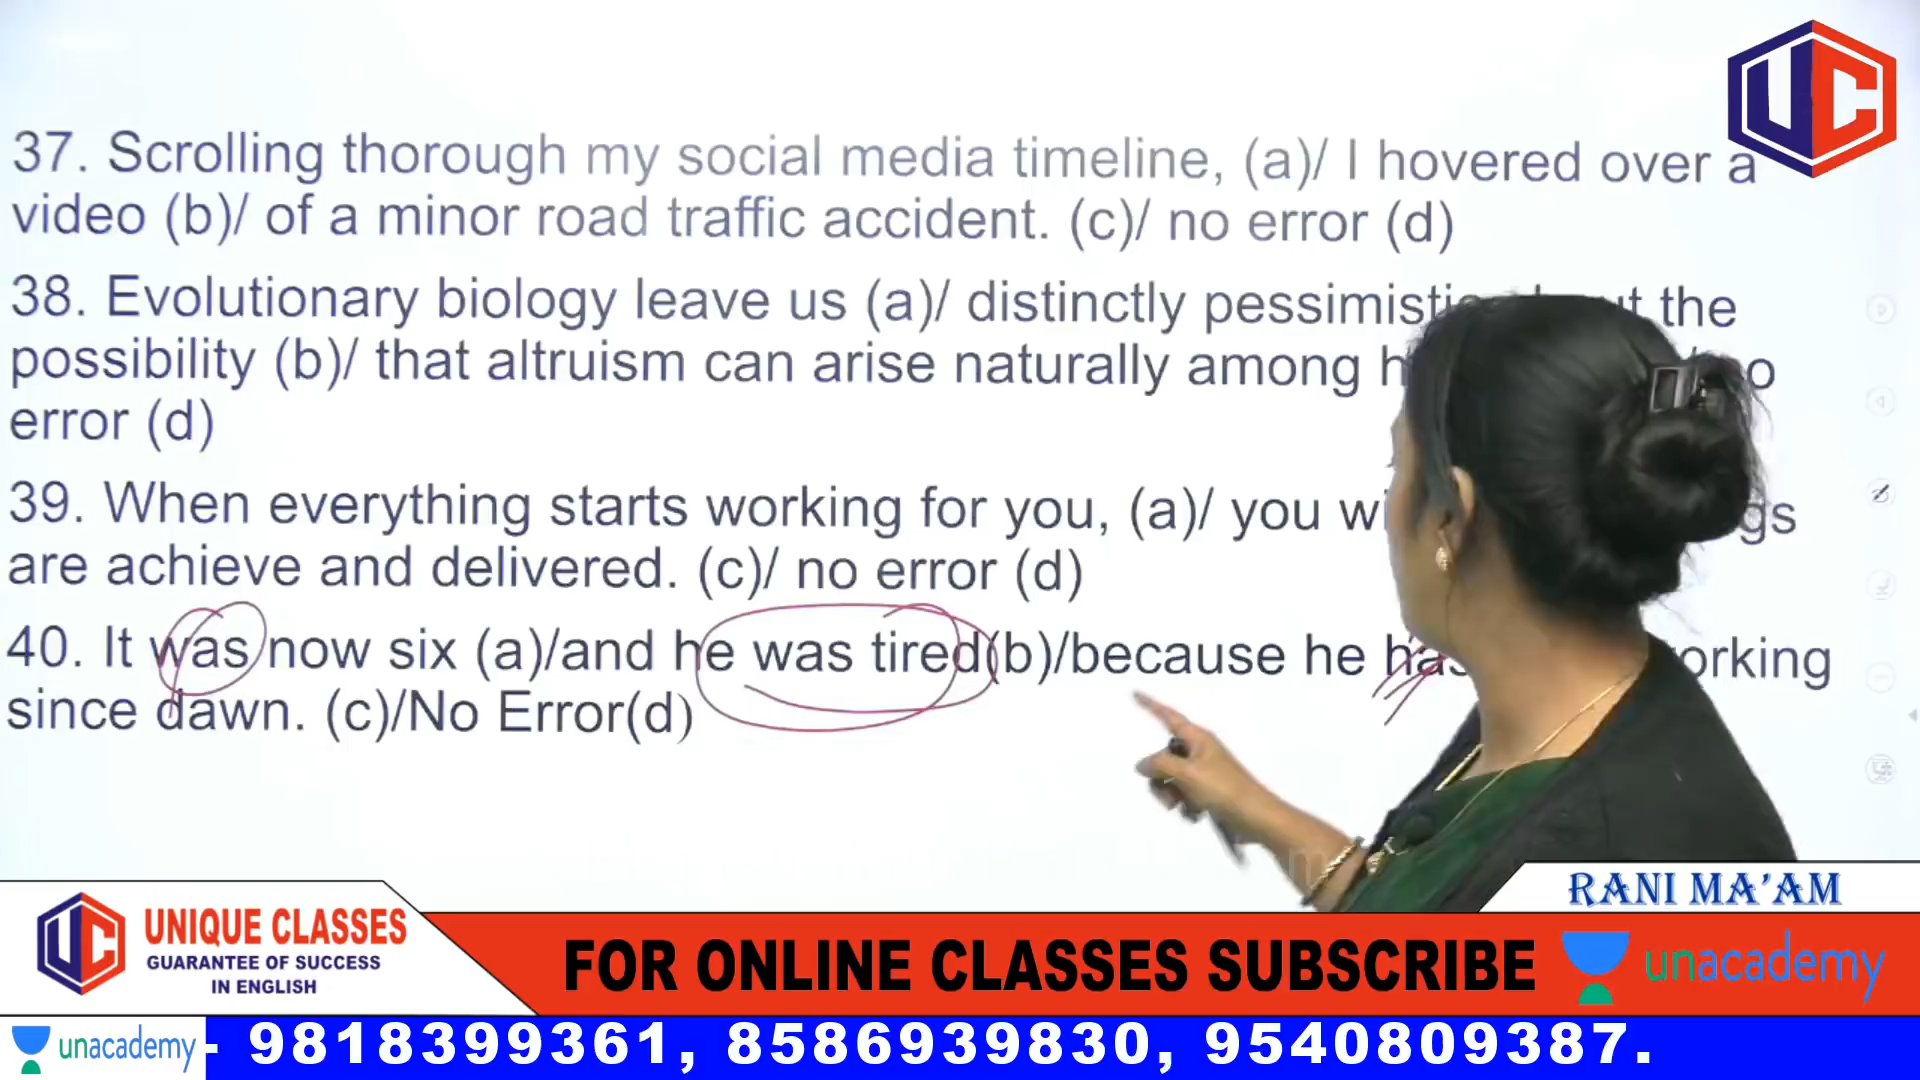 37. Scrolling thorough my social media timeline, (a)/ I hovered over a
video (b)/ of a minor road traffic accident. (c)/ no error (d)
38. Evolutionary biology leave us (a)/ distinctly pessimistic the
possibility (b)/ that altruism can arise naturally among
error (d)
39. When everything starts working for you, (a)/ you
are achieve and delivered. (c)/ no error (d)
40. It was now six (a)/and he was tired(b)/because he has
since dawn. (c)/No Error(d)
UC
RANI MA'AM
UC UNIQUE CLASSES
GUARANTEE OF SUCCESS
IN ENGLISH
FOR ONLINE CLASSES SUBSCRIBE unacademy
unacademy - 9818399361, 8586939830, 9540809387.